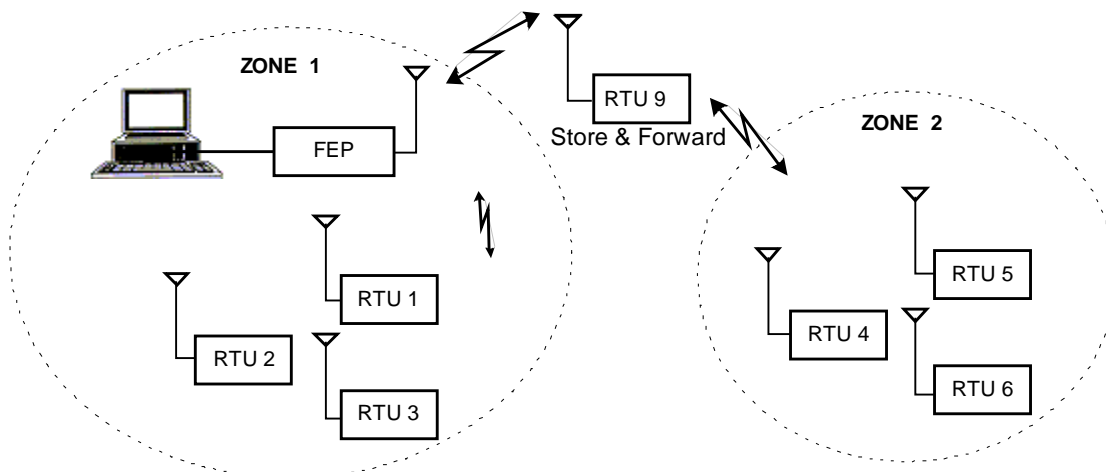 ZONE 1
FEP
RTU 9
Store & Forward
ZONE 2
RTU 1
RTU 2
RTU 3
RTU 5
RTU 4
RTU 6